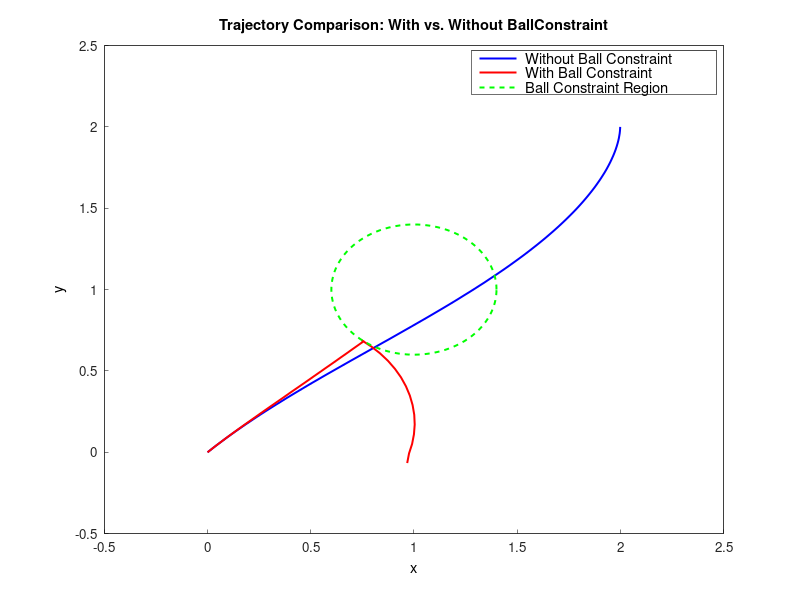 Trajectory Comparison: With vs. Without BallConstraint
Without Ball Constraint
With Ball Constraint
Ball Constraint Region
2.5
2
1.5
1
0.5
0
-0.5
y
-0.5 0 0.5 1 1.5 2 2.5
x